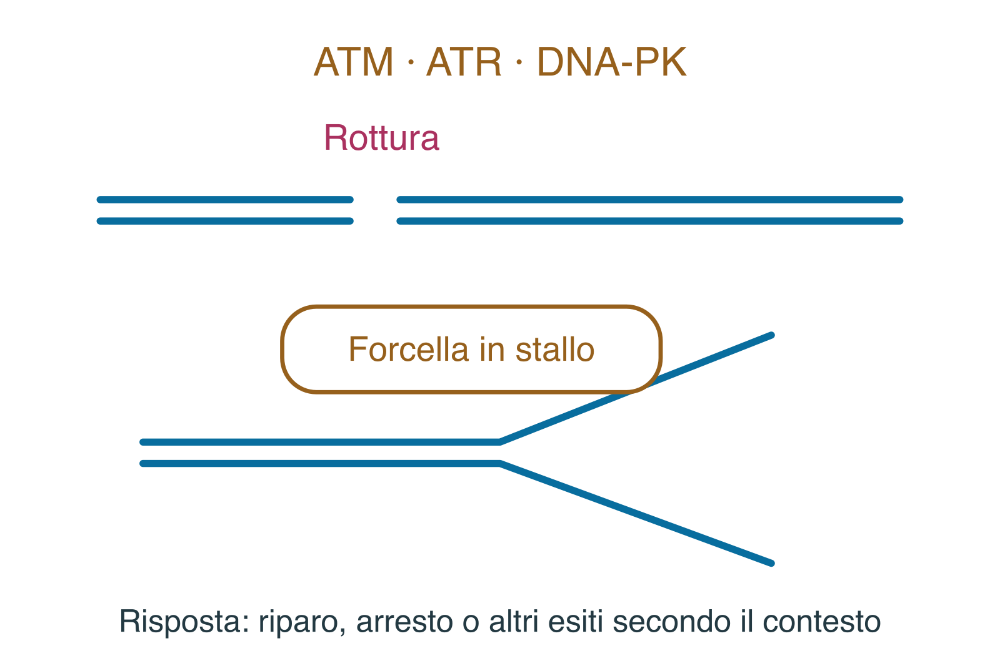 ATM · ATR · DNA-PK
Rottura
Forcella in stallo
Risposta: riparo, arresto o altri esiti secondo il contesto